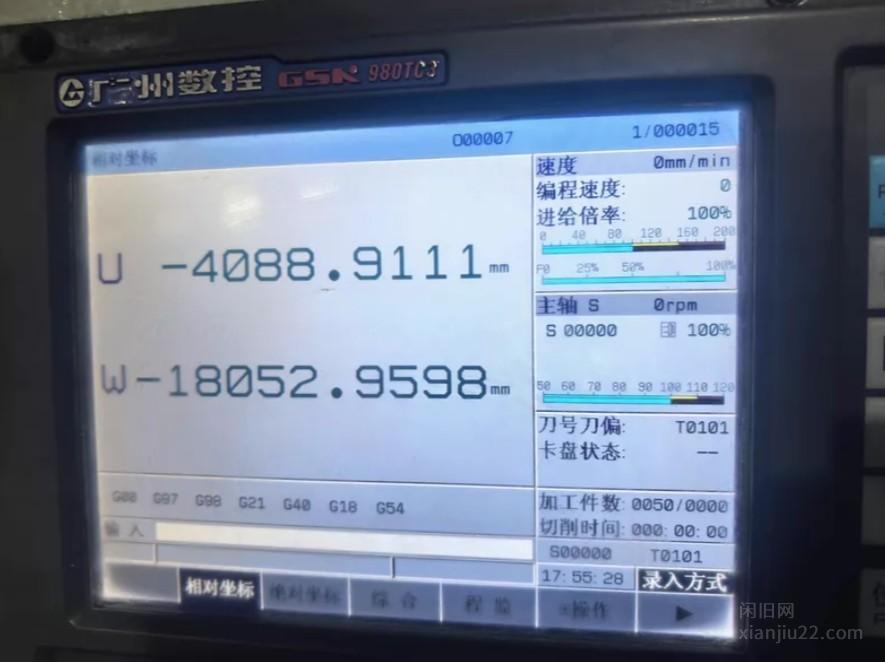 广州数控 GSK 980TC3
相对坐标 O00007 1/000015
U -4088.9111 mm
W -18052.9598 mm
速度 0mm/min
编程速度: 0
进给倍率: 100%
0 40 80 120 160 200
F0 25% 50% 100%
主轴 S 0rpm
S 00000 100%
50 60 70 80 90 100 110 120
刀号刀偏: T0101
卡盘状态: --
G00 G97 G98 G21 G40 G18 G54
加工件数: 0050/0000
切削时间: 000:00:00
输入
S00000 T0101
17:55:28 录入方式
相对坐标 绝对坐标 综合 程监 操作 ▶
闲旧网
xianjiu22.com